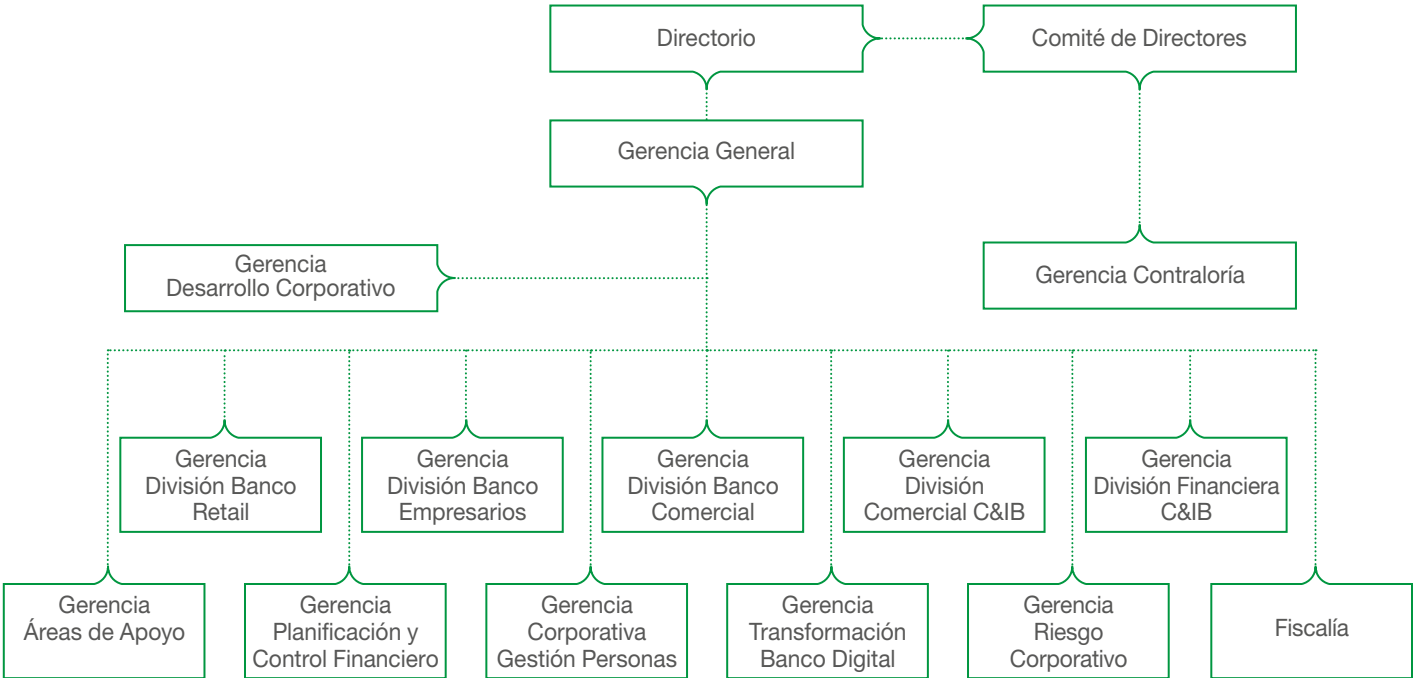 Directorio
Comité de Directores
Gerencia General
Gerencia
Desarrollo Corporativo
Gerencia Contraloría
Gerencia
División Banco
Retail
Gerencia
División Banco
Empresarios
Gerencia
División Banco
Comercial
Gerencia
División
Comercial C&IB
Gerencia
División Financiera
C&IB
Gerencia
Áreas de Apoyo
Gerencia
Planificación y
Control Financiero
Gerencia
Corporativa
Gestión Personas
Gerencia
Transformación
Banco Digital
Gerencia
Riesgo
Corporativo
Fiscalía